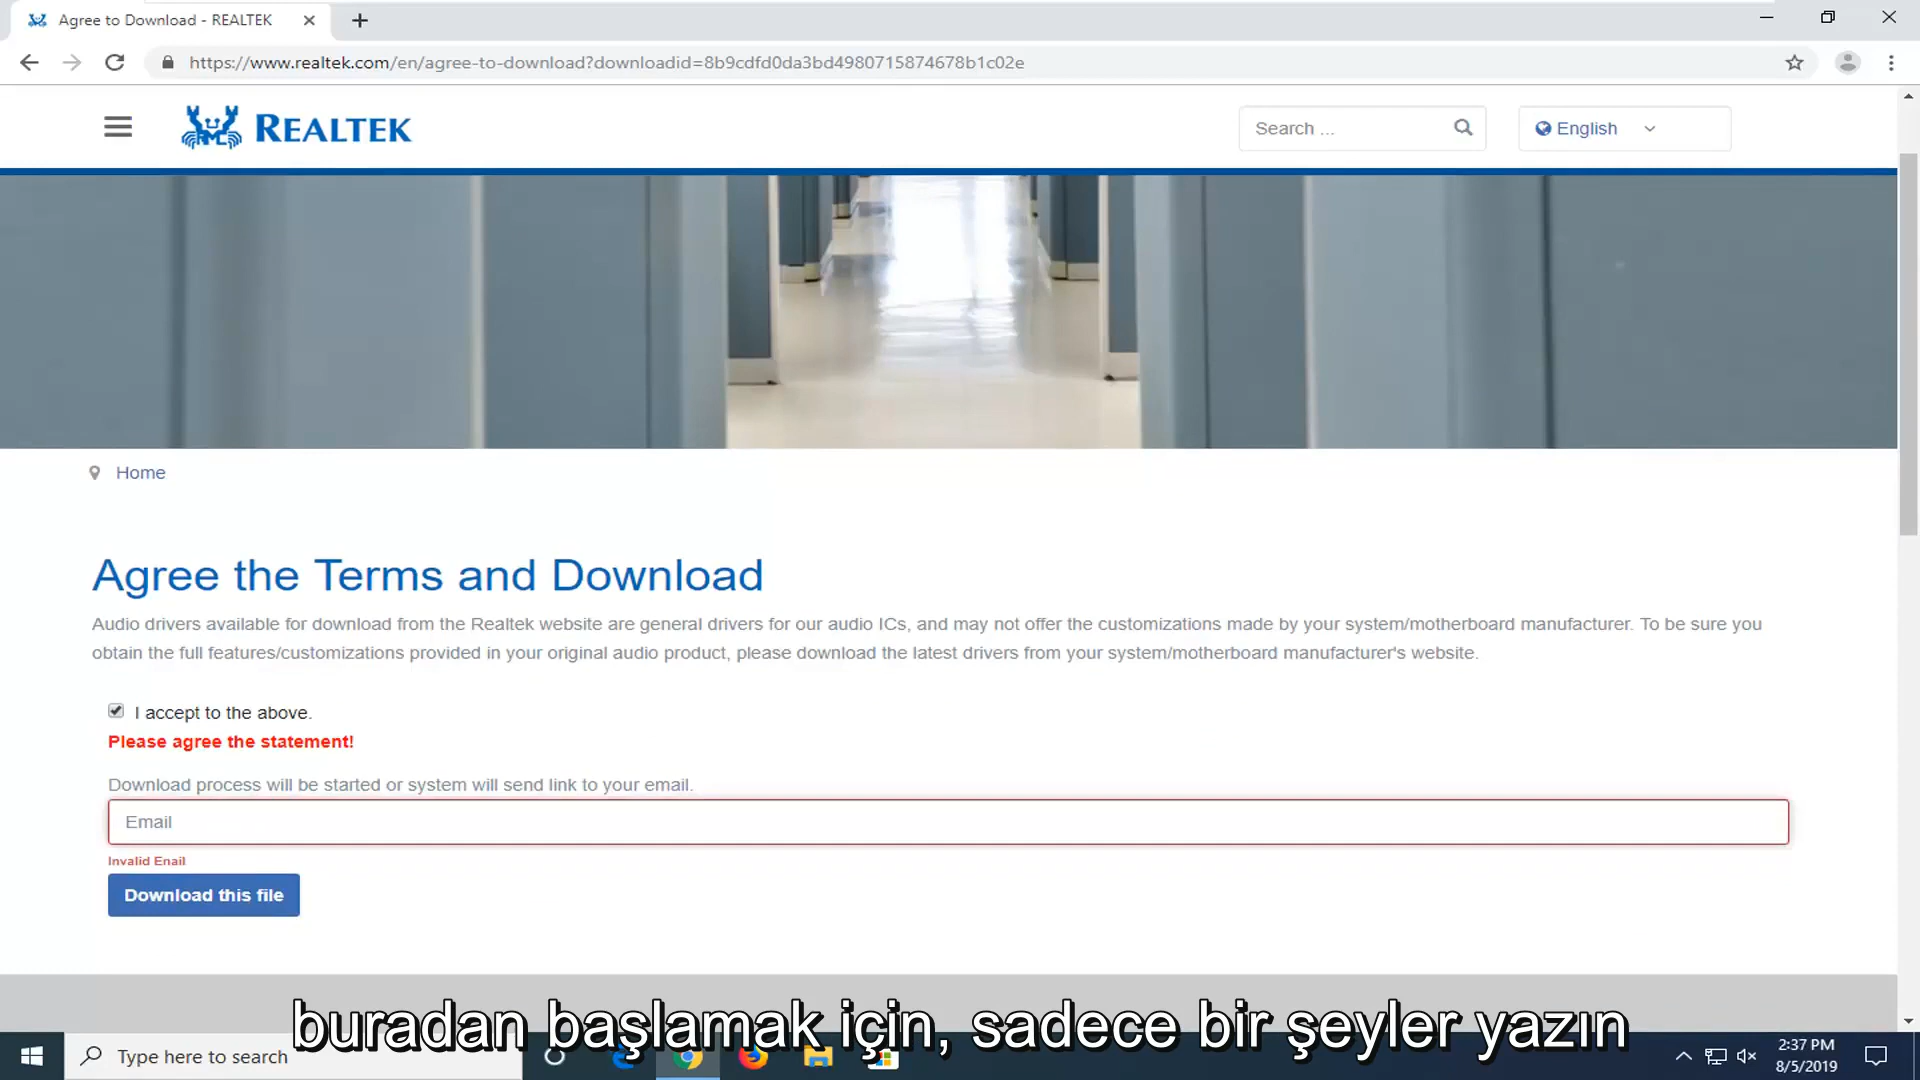 Agree to Download - REALTEK
https://www.realtek.com/en/agree-to-download?downloadid=8b9cdfd0da3bd4980715874678b1c02e
REALTEK
Search ...
English
Home
Agree the Terms and Download
Audio drivers available for download from the Realtek website are general drivers for our audio ICs, and may not offer the customizations made by your system/motherboard manufacturer. To be sure you
obtain the full features/customizations provided in your original audio product, please download the latest drivers from your system/motherboard manufacturer's website.
I accept to the above.
Please agree the statement!
Download process will be started or system will send link to your email.
Email
Invalid Enail
Download this file
buradan başlamak için, sadece bir şeyler yazın
Type here to search
2:37 PM
8/5/2019